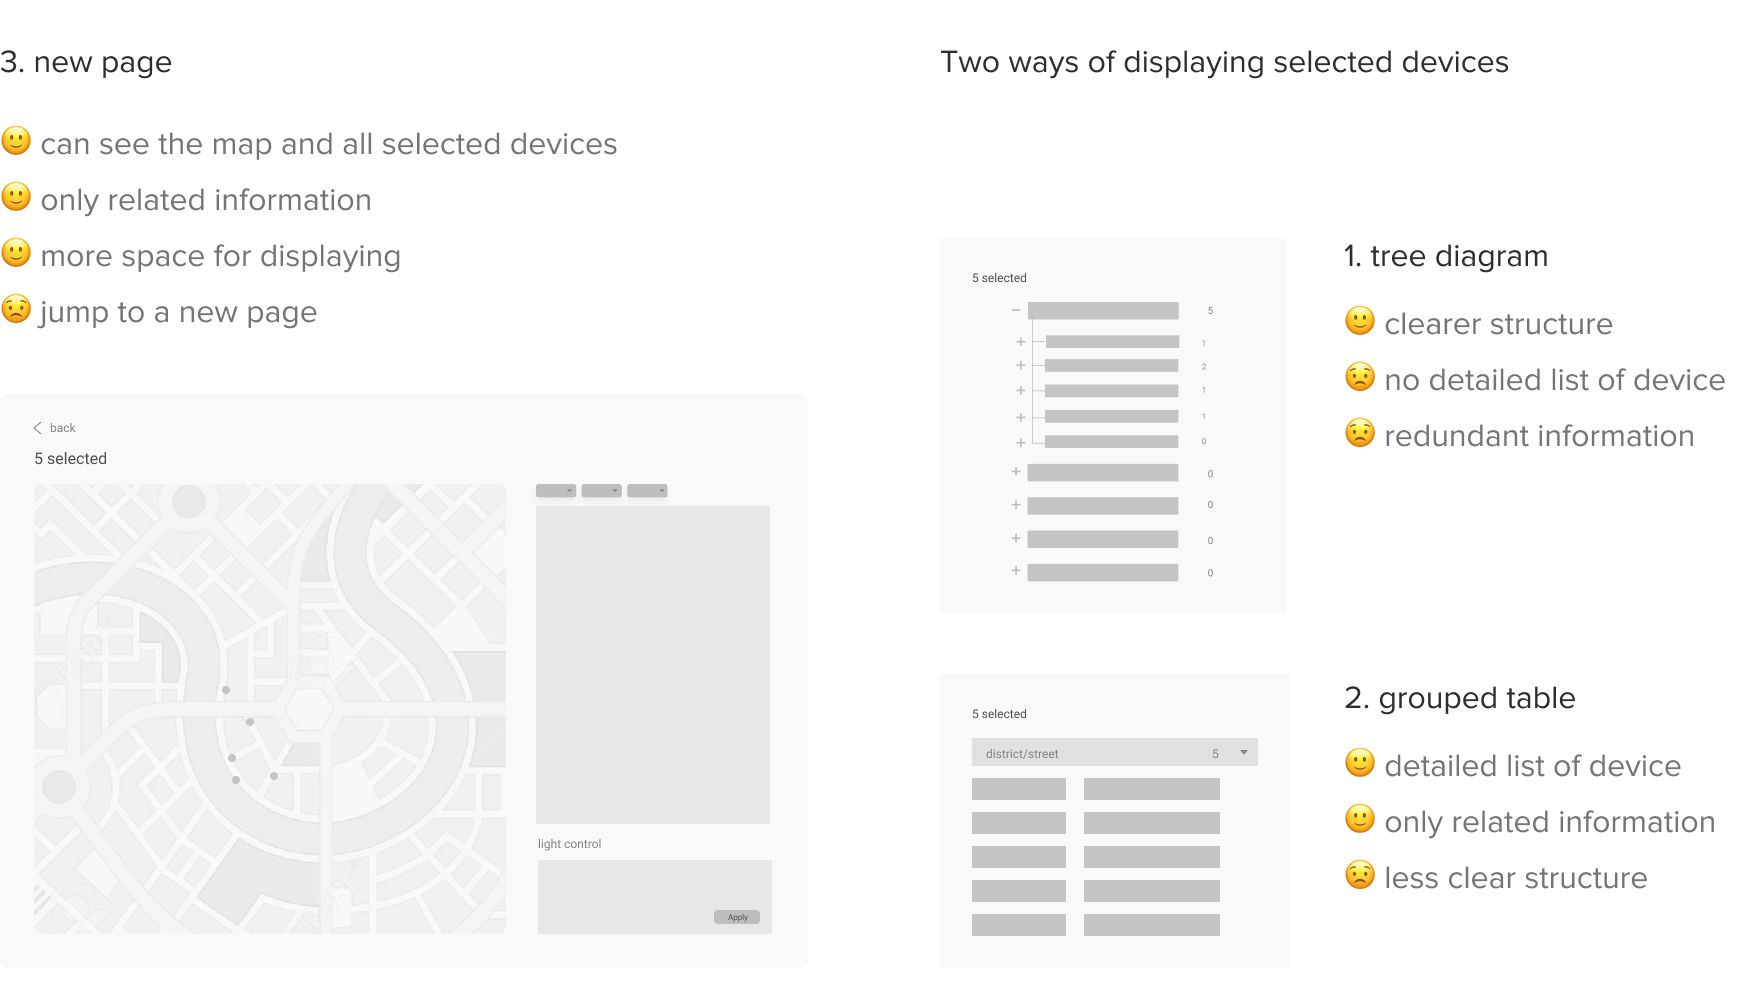 3. new page
🙂 can see the map and all selected devices
🙂 only related information
🙂 more space for displaying
😟 jump to a new page
back
5 selected
light control
Apply
Two ways of displaying selected devices
5 selected
5
1
2
1
1
0
0
0
0
0
1. tree diagram
🙂 clearer structure
😟 no detailed list of device
😟 redundant information
5 selected
district/street 5
2. grouped table
🙂 detailed list of device
🙂 only related information
😟 less clear structure